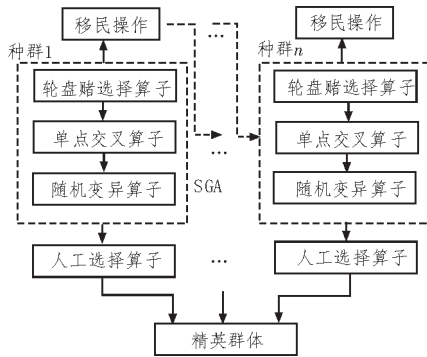 移民操作
…
移民操作
种群1
种群n
轮盘赌选择算子
轮盘赌选择算子
单点交叉算子
…
单点交叉算子
随机变异算子
SGA
随机变异算子
人工选择算子
…
人工选择算子
精英群体